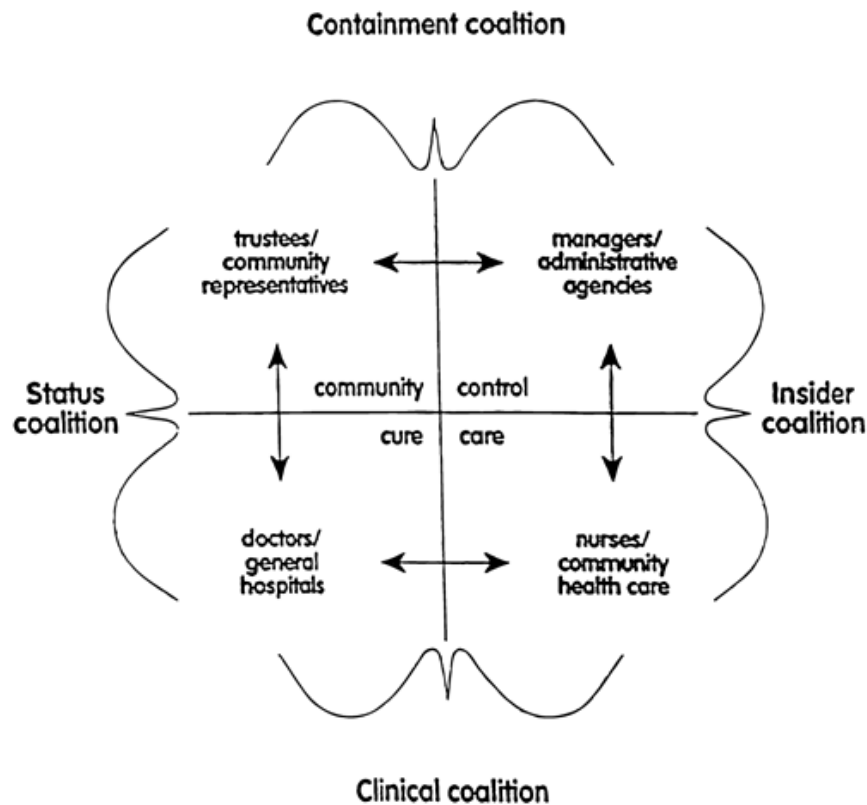 Containment coaltion
trustees/
community
representatives
managers/
administrative
agencies
Status
coalition
community
control
Insider
coalition
cure
care
doctors/
general
hospitals
nurses/
community
health care
Clinical coalition